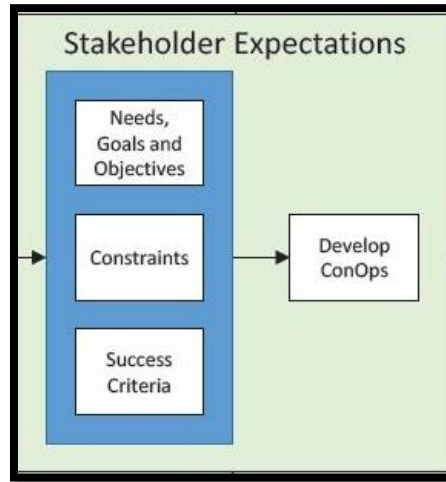 Stakeholder Expectations
Needs,
Goals and
Objectives
Constraints
Success
Criteria
Develop
ConOps